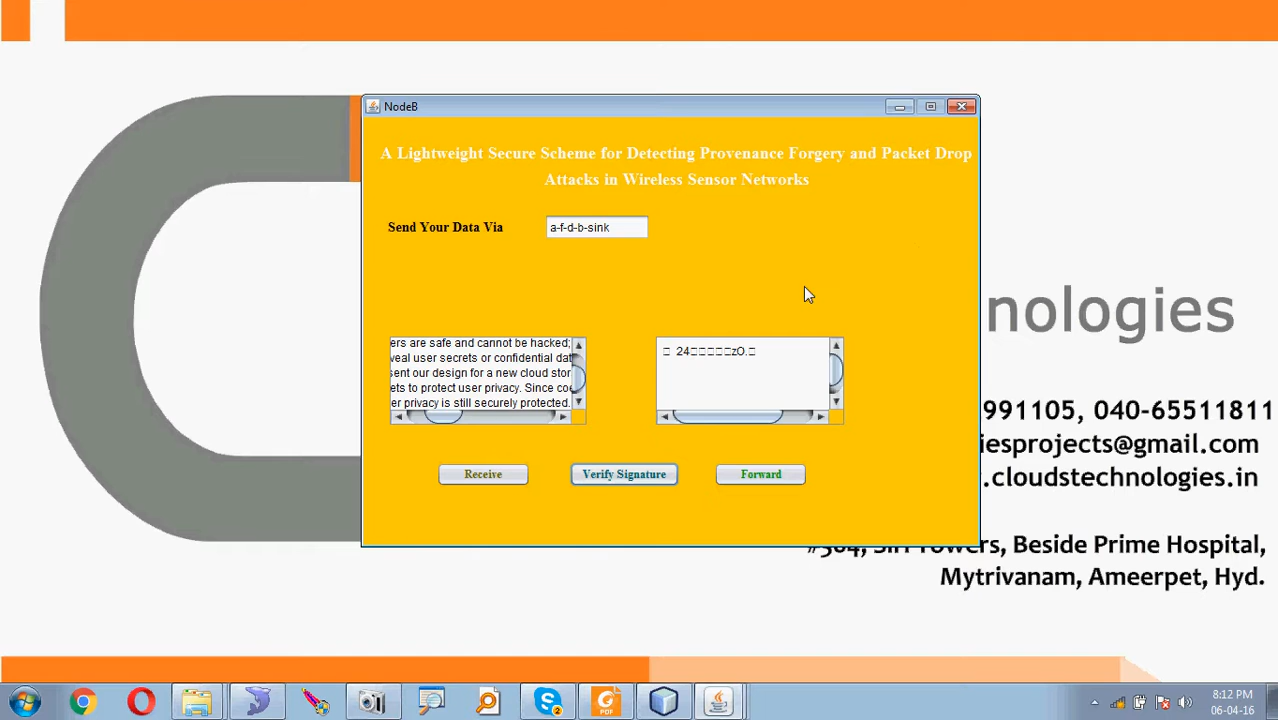 NodeB
A Lightweight Secure Scheme for Detecting Provenance Forgery and Packet Drop
Attacks in Wireless Sensor Networks
Send Your Data Via
a-f-d-b-sink
ers are safe and cannot be hacked;
veal user secrets or confidential dat
sent our design for a new cloud stor
ets to protect user privacy. Since co
er privacy is still securely protected.
24□□□□□zO.□
Receive
Verify Signature
Forward
nologies
991105, 040-65511811
iesprojects@gmail.com
.cloudstechnologies.in
Towers, Beside Prime Hospital,
Mytrivanam, Ameerpet, Hyd.
2
PDF
8:12 PM
06-04-16